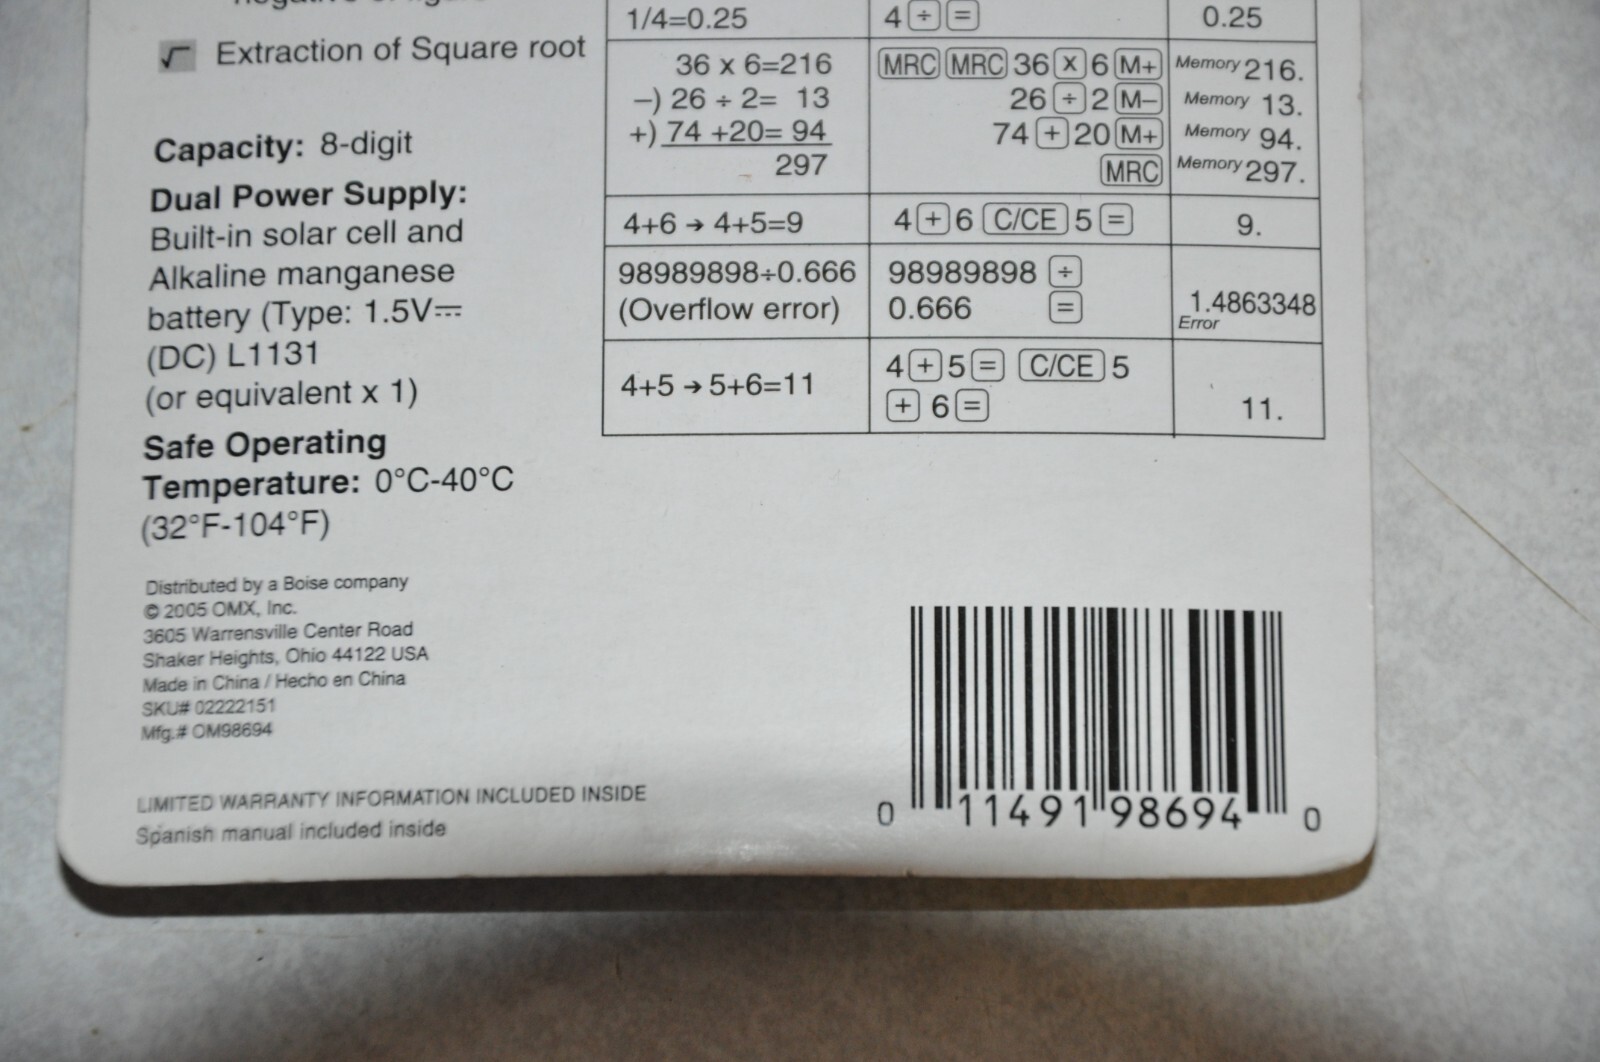 √ Extraction of Square root
Capacity: 8-digit
Dual Power Supply:
Built-in solar cell and
Alkaline manganese
battery (Type: 1.5V⎓
(DC) L1131
(or equivalent x 1)
Safe Operating
Temperature: 0°C-40°C
(32°F-104°F)
Distributed by a Boise company
© 2005 OMX, Inc.
3605 Warrensville Center Road
Shaker Heights, Ohio 44122 USA
Made in China / Hecho en China
SKU# 02222151
Mfg.# OM98694
LIMITED WARRANTY INFORMATION INCLUDED INSIDE
Spanish manual included inside
1/4=0.25 4 ÷ = 0.25
36 x 6=216 MRC MRC 36 x 6 M+ Memory 216.
–) 26 ÷ 2= 13 26 ÷ 2 M– Memory 13.
+) 74 +20= 94 74 + 20 M+ Memory 94.
297 MRC Memory 297.
4+6 → 4+5=9 4 + 6 C/CE 5 = 9.
98989898÷0.666 98989898 ÷
(Overflow error) 0.666 = 1.4863348
Error
4+5 → 5+6=11 4 + 5 = C/CE 5
+ 6 = 11.
0 11491 98694 0